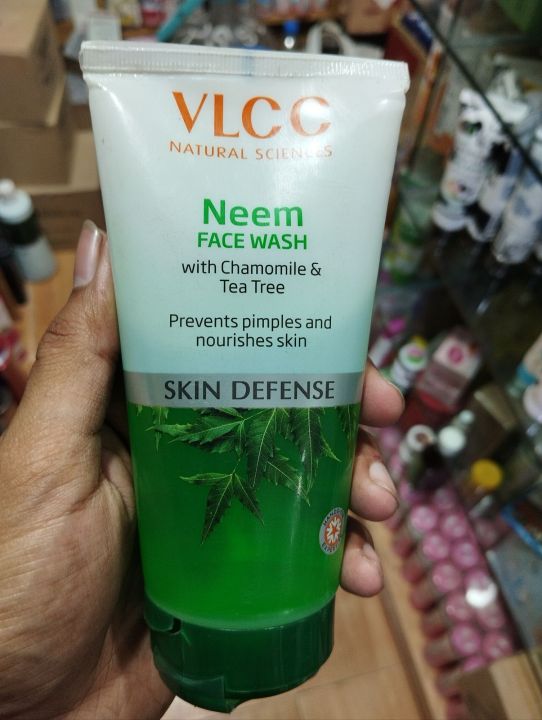 VLCC
NATURAL SCIENCES
Neem
FACE WASH
with Chamomile &
Tea Tree
Prevents pimples and
nourishes skin
SKIN DEFENSE